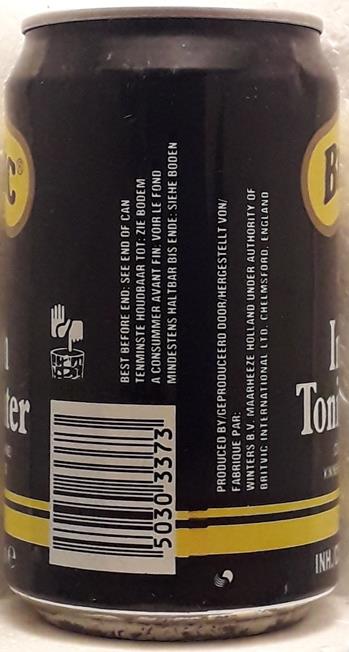 C®
ter
BEST BEFORE END: SEE END OF CAN
TENMINSTE HOUDBAAR TOT: ZIE BODEM
A CONSUMMER AVANT FIN: VOIR LE FOND
MINDESTENS HALTBAR BIS ENDE: SIEHE BODEN
5030 3373
PRODUCED BY/GEPRODUCEERD DOOR/HERGESTELLT VON/
FABRIQUE PAR:
WINTERS B.V. MAARHEEZE HOLLAND UNDER AUTHORITY OF
BRITVIC INTERNATIONAL LTD. CHELMSFORD. ENGLAND
B
I
Toni
INH.
e